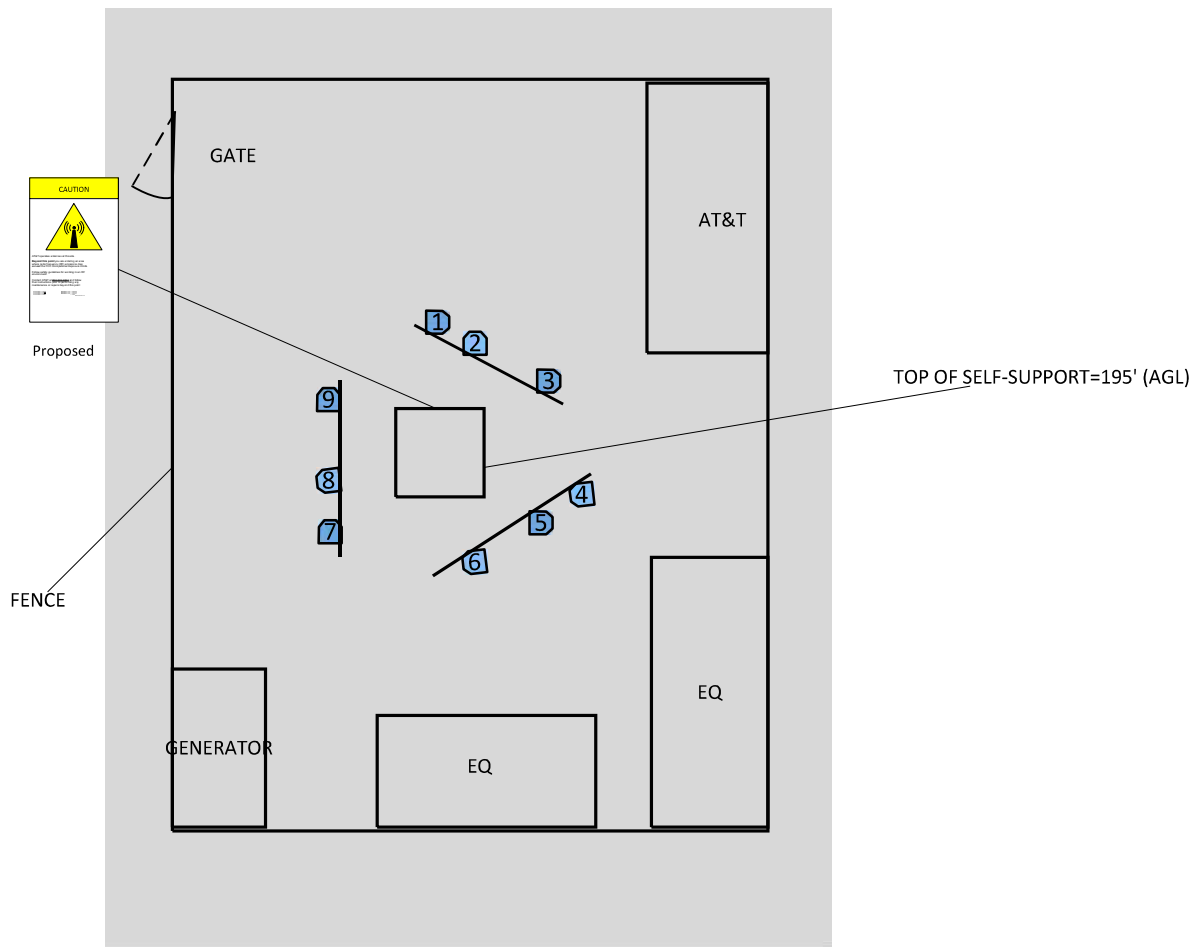 GATE
CAUTION
AT&T
Proposed
1
2
3
TOP OF SELF-SUPPORT=195' (AGL)
9
8
7
4
5
6
FENCE
EQ
GENERATOR
EQ